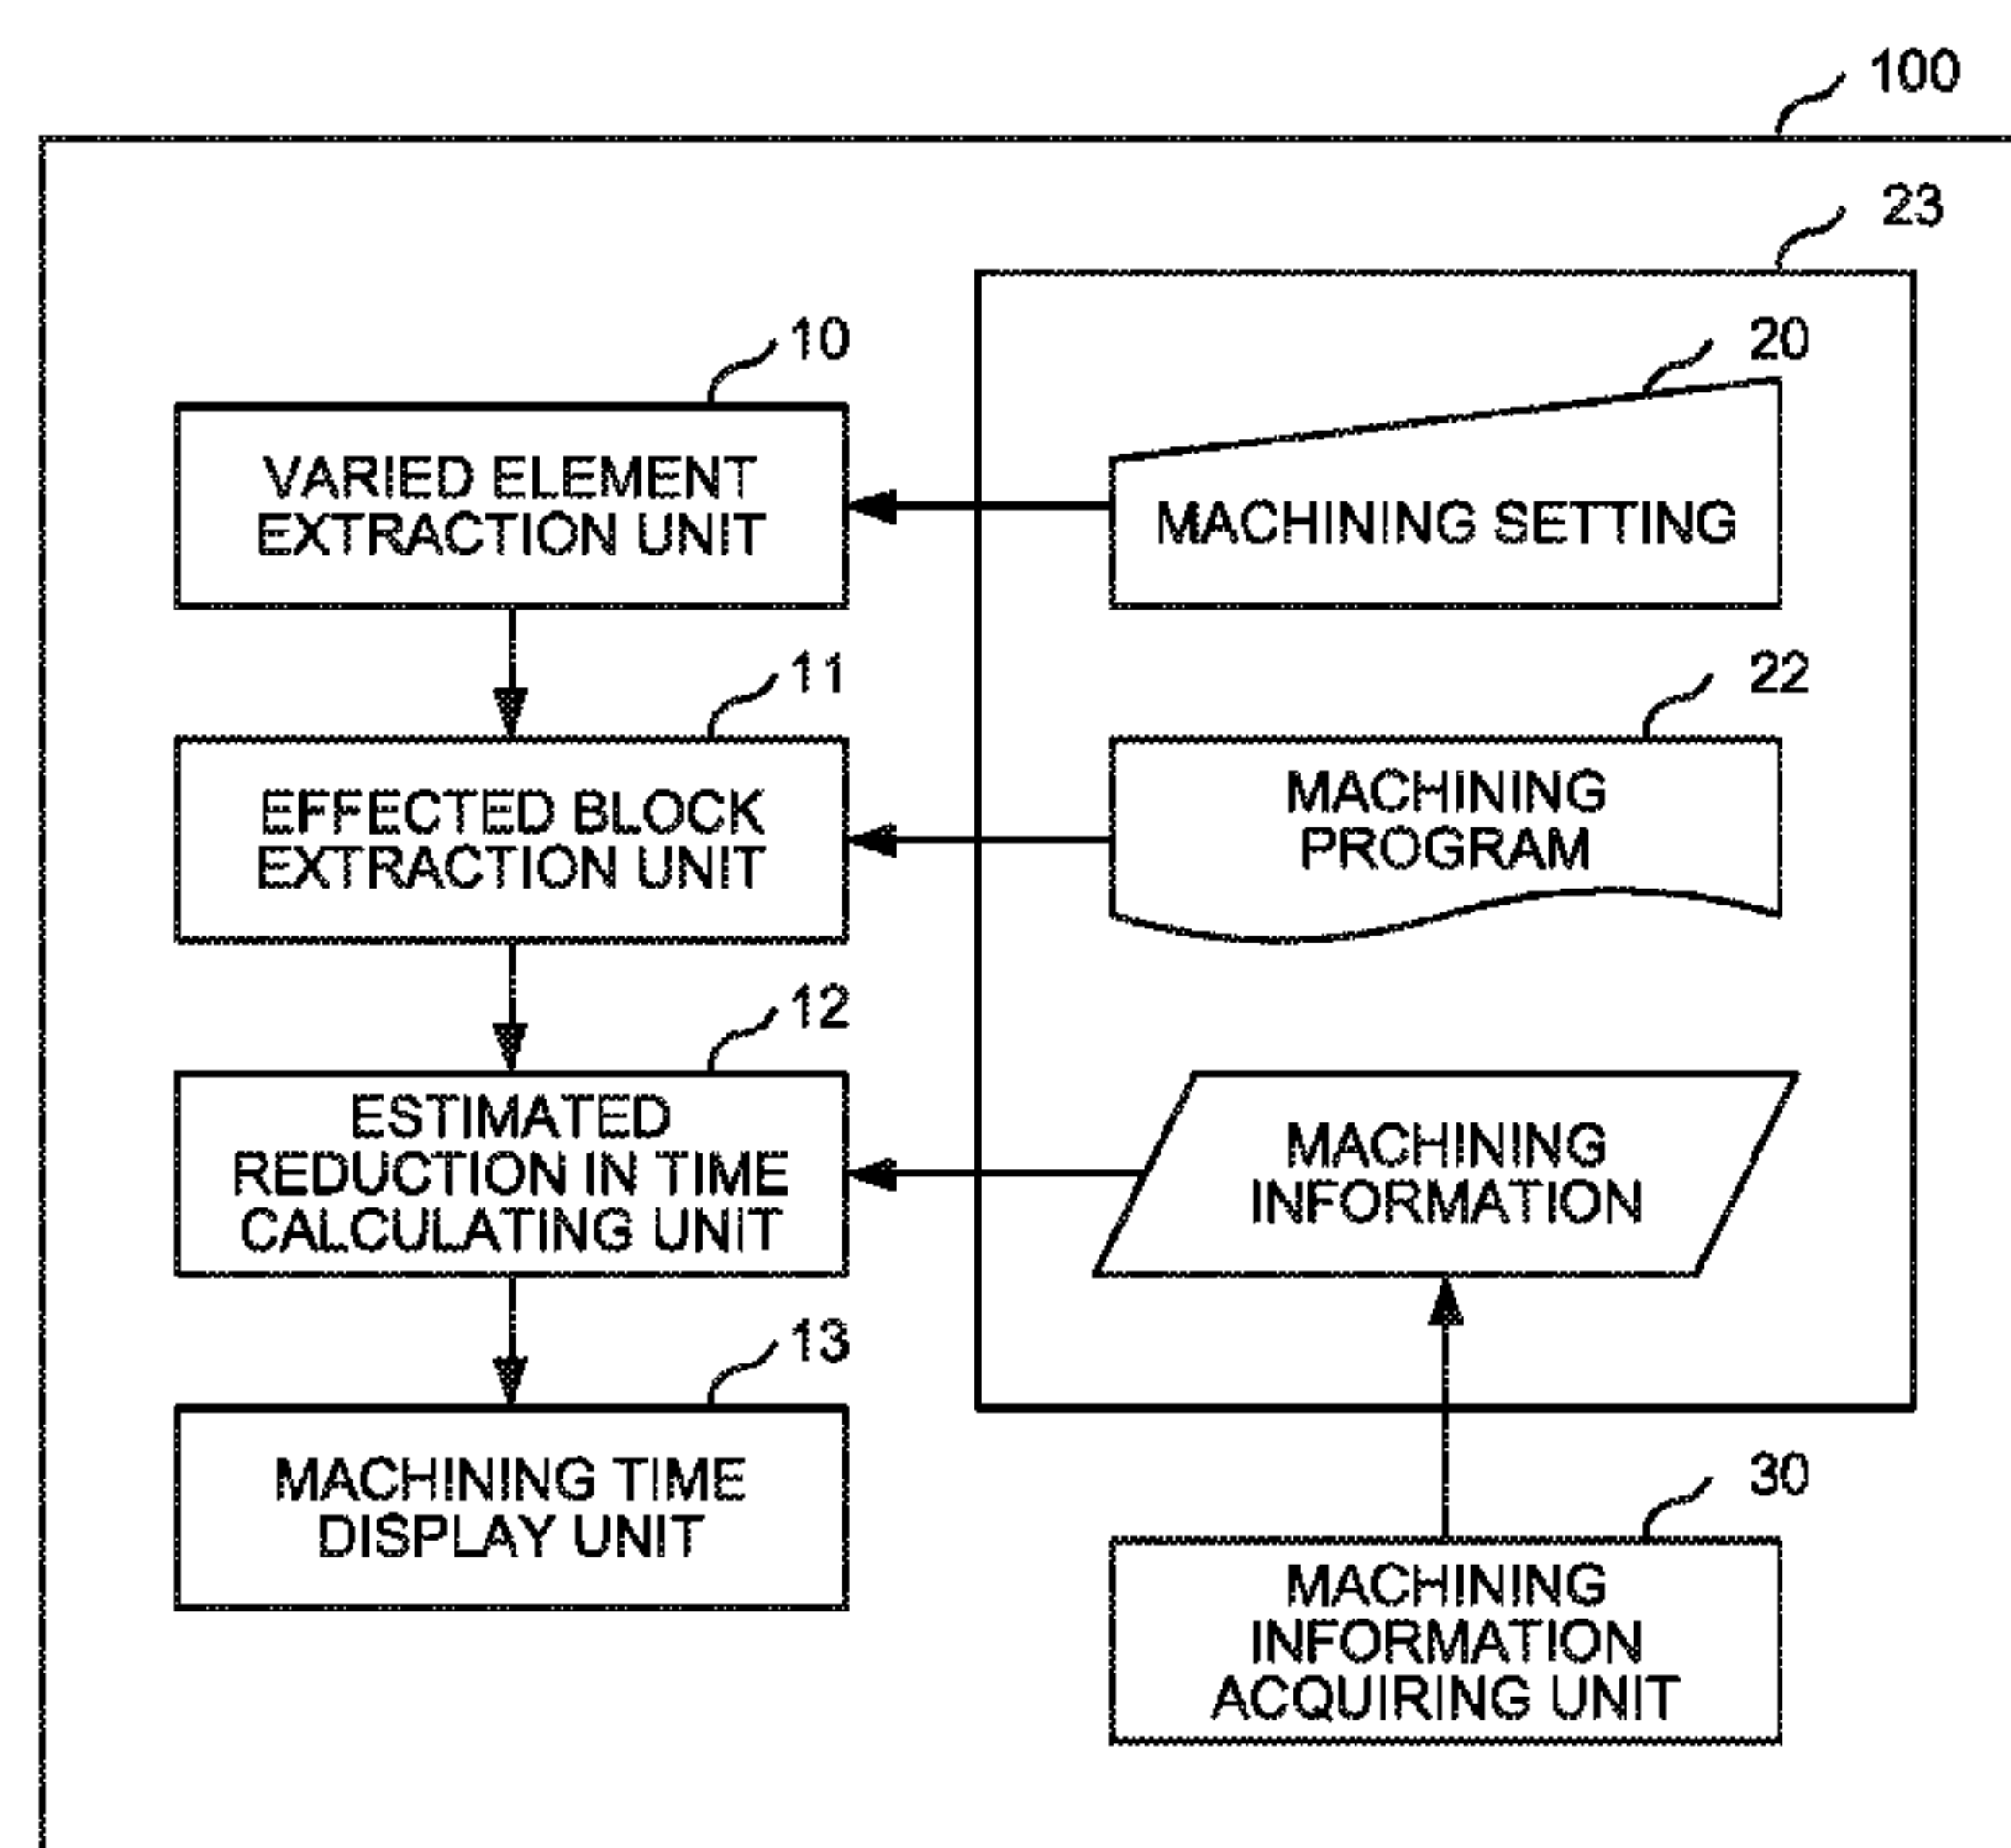 100
23
10
20
VARIED ELEMENT
EXTRACTION UNIT
MACHINING SETTING
11
22
EFFECTED BLOCK
EXTRACTION UNIT
MACHINING
PROGRAM
12
ESTIMATED
REDUCTION IN TIME
CALCULATING UNIT
MACHINING
INFORMATION
13
MACHINING TIME
DISPLAY UNIT
30
MACHINING
INFORMATION
ACQUIRING UNIT